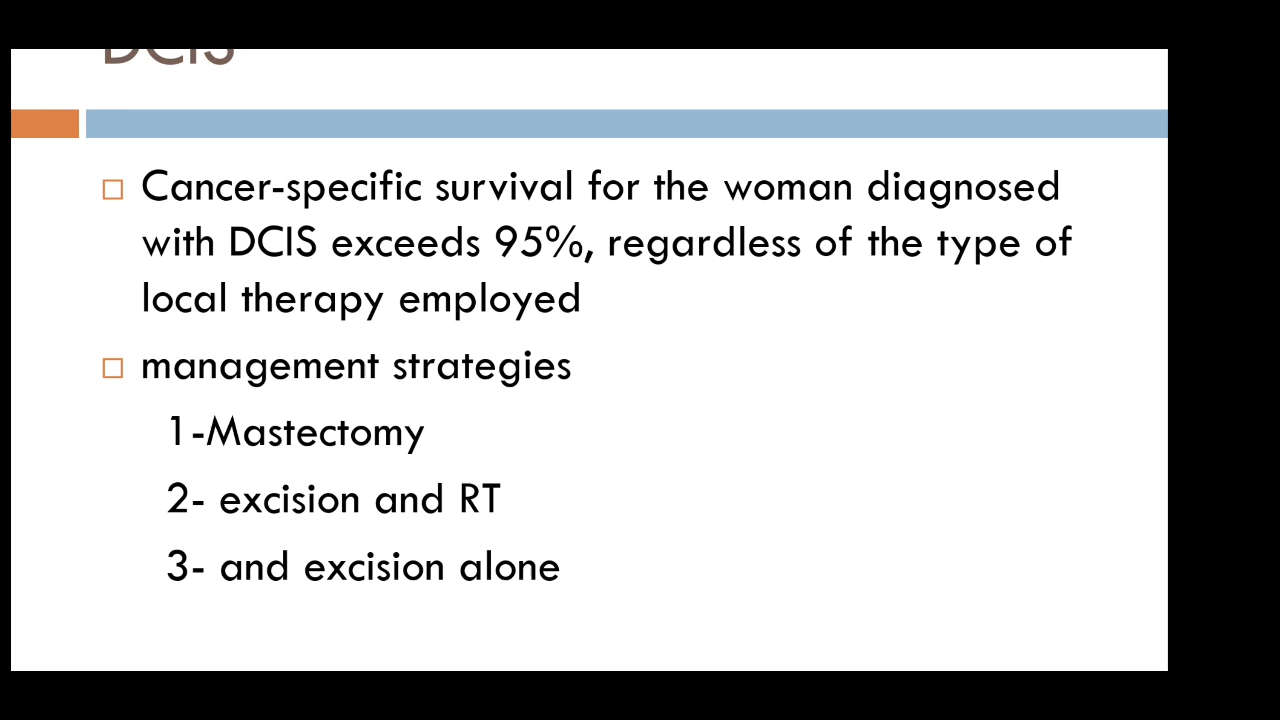 DCIS
Cancer-specific survival for the woman diagnosed
with DCIS exceeds 95%, regardless of the type of
local therapy employed
management strategies
1-Mastectomy
2- excision and RT
3- and excision alone